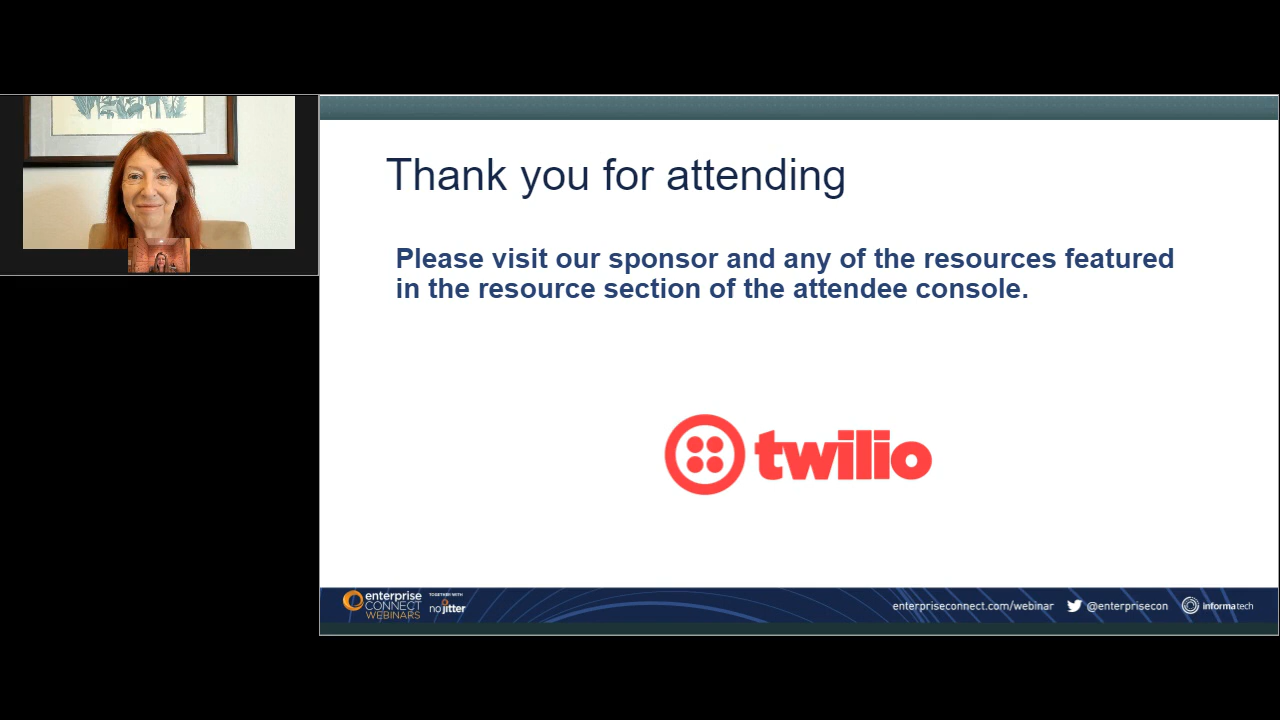 Thank you for attending
Please visit our sponsor and any of the resources featured
in the resource section of the attendee console.
twilio
enterprise
CONNECT
WEBINARS
TOGETHER WITH
nojitter
enterpriseconnect.com/webinar
@enterprisecon
informatech